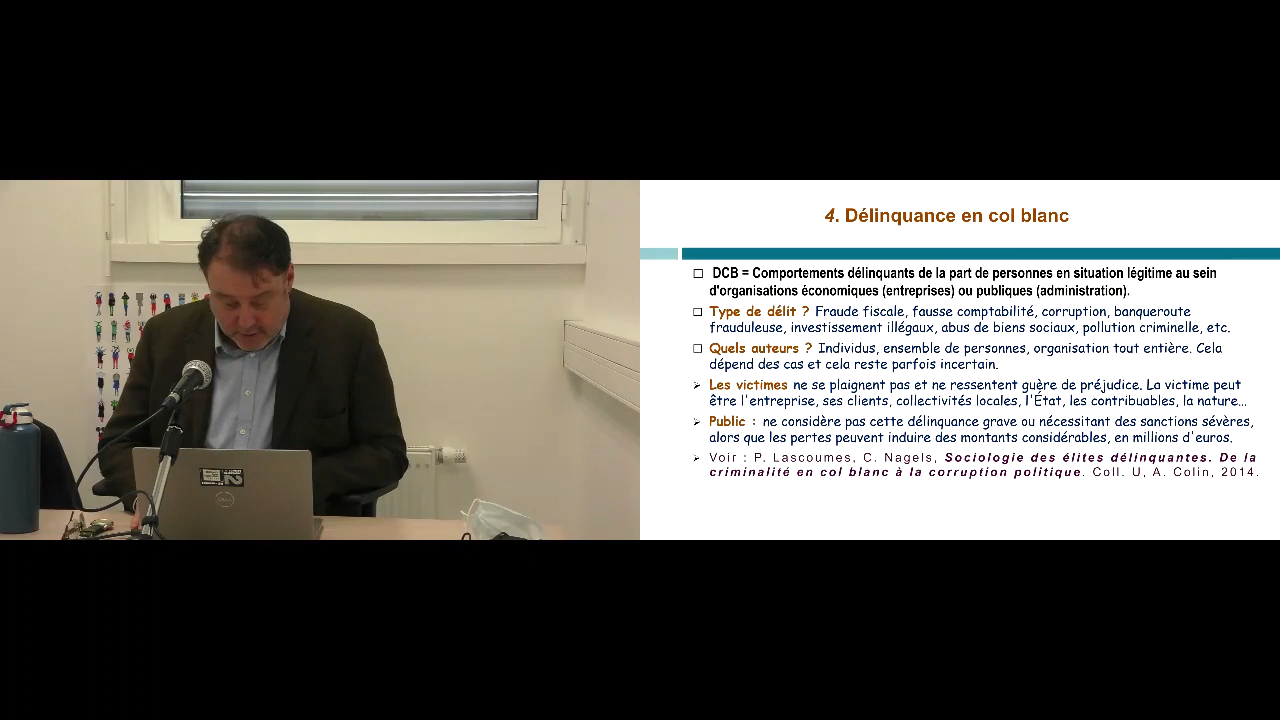 4. Délinquance en col blanc
DCB = Comportements délinquants de la part de personnes en situation légitime au sein
d'organisations économiques (entreprises) ou publiques (administration).
Type de délit ? Fraude fiscale, fausse comptabilité, corruption, banqueroute
frauduleuse, investissement illégaux, abus de biens sociaux, pollution criminelle, etc.
Quels auteurs ? Individus, ensemble de personnes, organisation tout entière. Cela
dépend des cas et cela reste parfois incertain.
Les victimes ne se plaignent pas et ne ressentent guère de préjudice. La victime peut
être l'entreprise, ses clients, collectivités locales, l'État, les contribuables, la nature...
Public : ne considère pas cette délinquance grave ou nécessitant des sanctions sévères,
alors que les pertes peuvent induire des montants considérables, en millions d'euros.
Voir : P. Lascoumes, C. Nagels, Sociologie des élites délinquantes. De la
criminalité en col blanc à la corruption politique. Coll. U, A. Colin, 2014.
DELL